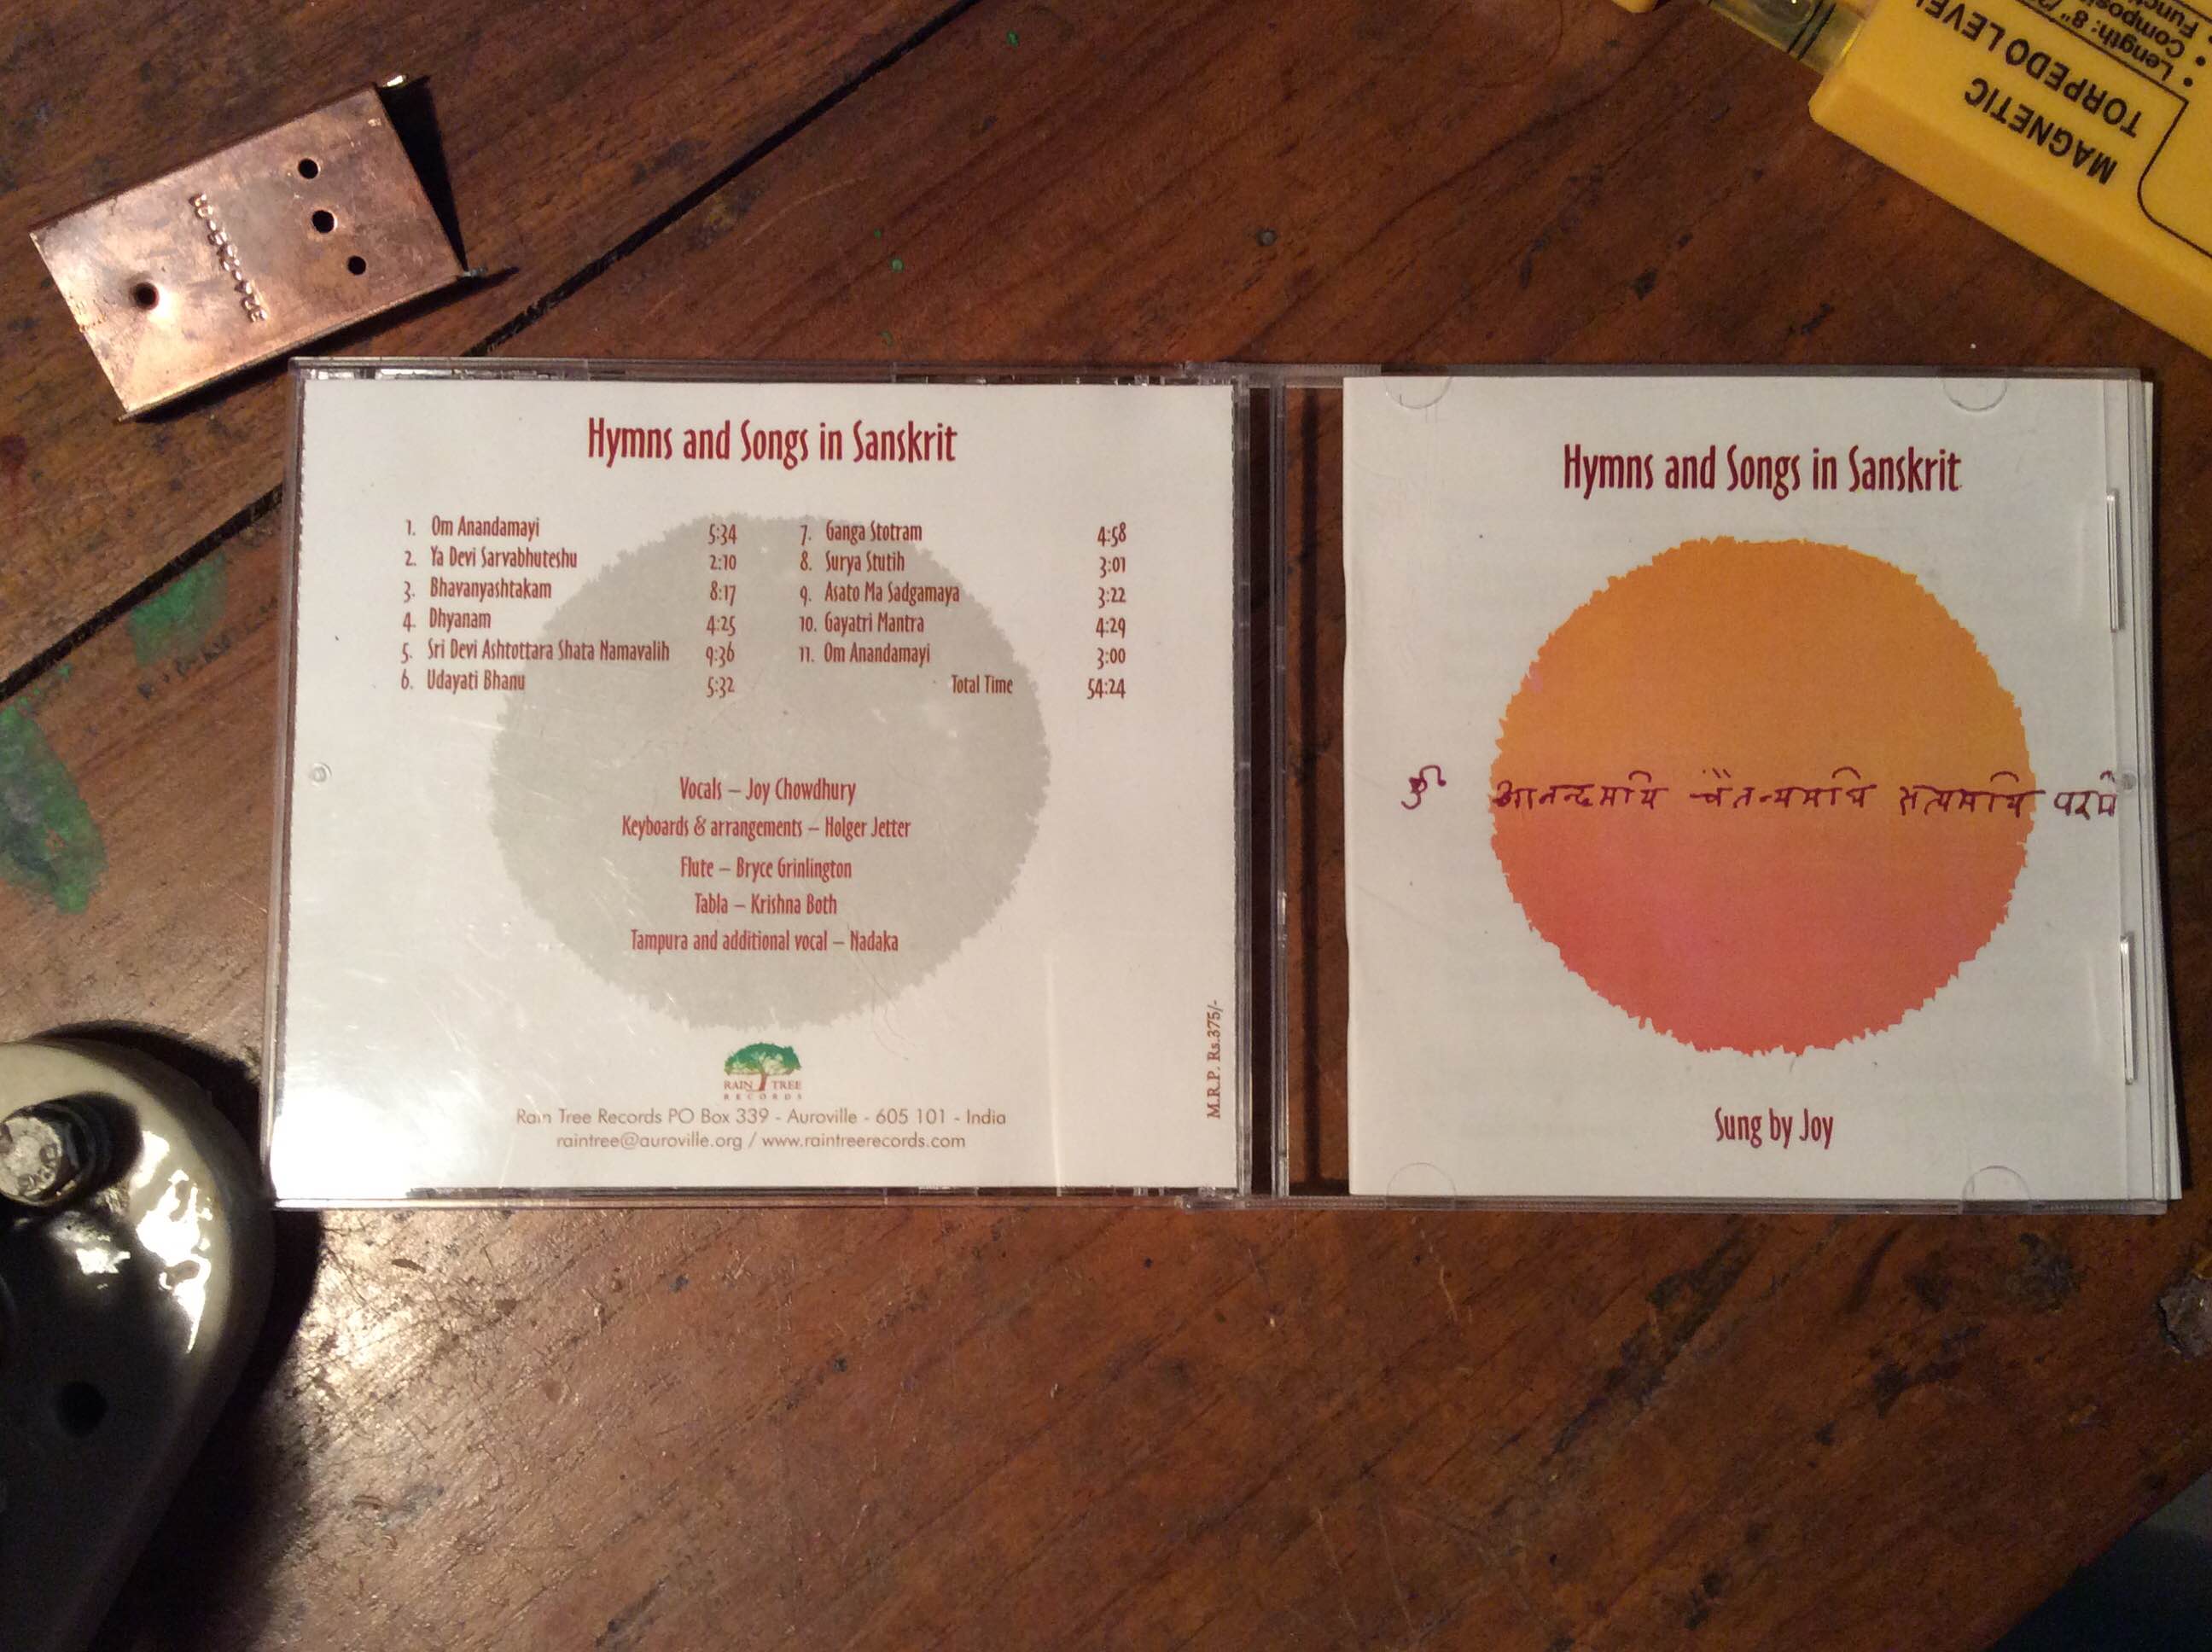 Hymns and Songs in Sanskrit
1. Om Anandamayi 5:34
2. Ya Devi Sarvabhuteshu 2:10
3. Bhavanyashtakam 8:17
4. Dhyanam 4:25
5. Sri Devi Ashtottara Shata Namavalih 9:36
6. Udayati Bhanu 5:32
7. Ganga Stotram 4:58
8. Surya Stutih 3:01
9. Asato Ma Sadgamaya 3:22
10. Gayatri Mantra 4:29
11. Om Anandamayi 3:00
Total Time 54:24
Vocals – Joy Chowdhury
Keyboards & arrangements – Holger Jetter
Flute – Bryce Grinlington
Tabla – Krishna Both
Tampura and additional vocal – Nadaka
RAIN TREE
RECORDS
Rain Tree Records PO Box 339 - Auroville - 605 101 - India
raintree@auroville.org / www.raintreerecords.com
M.R.P. Rs.375/-
Hymns and Songs in Sanskrit
ॐ आनन्दमयि चैतन्यमयि सत्यमयि परमे
Sung by Joy
MAGNETIC
TORPEDO LEVEL
Length: 8"